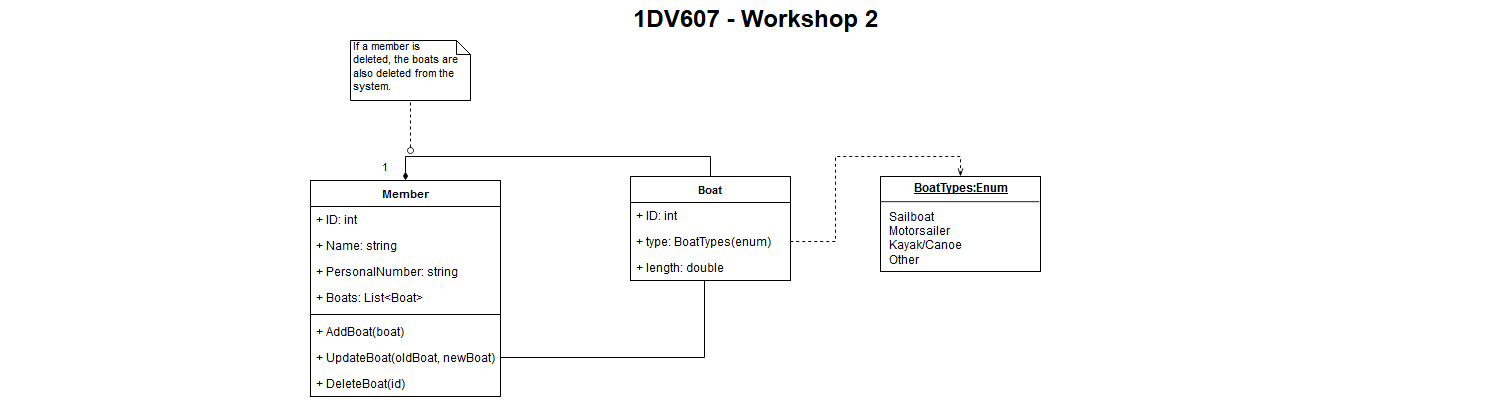 1DV607 - Workshop 2
If a member is
deleted, the boats are
also deleted from the
system.
1
Member
+ ID: int
+ Name: string
+ PersonalNumber: string
+ Boats: List<Boat>
+ AddBoat(boat)
+ UpdateBoat(oldBoat, newBoat)
+ DeleteBoat(id)
Boat
+ ID: int
+ type: BoatTypes(enum)
+ length: double
BoatTypes:Enum
Sailboat
Motorsailer
Kayak/Canoe
Other